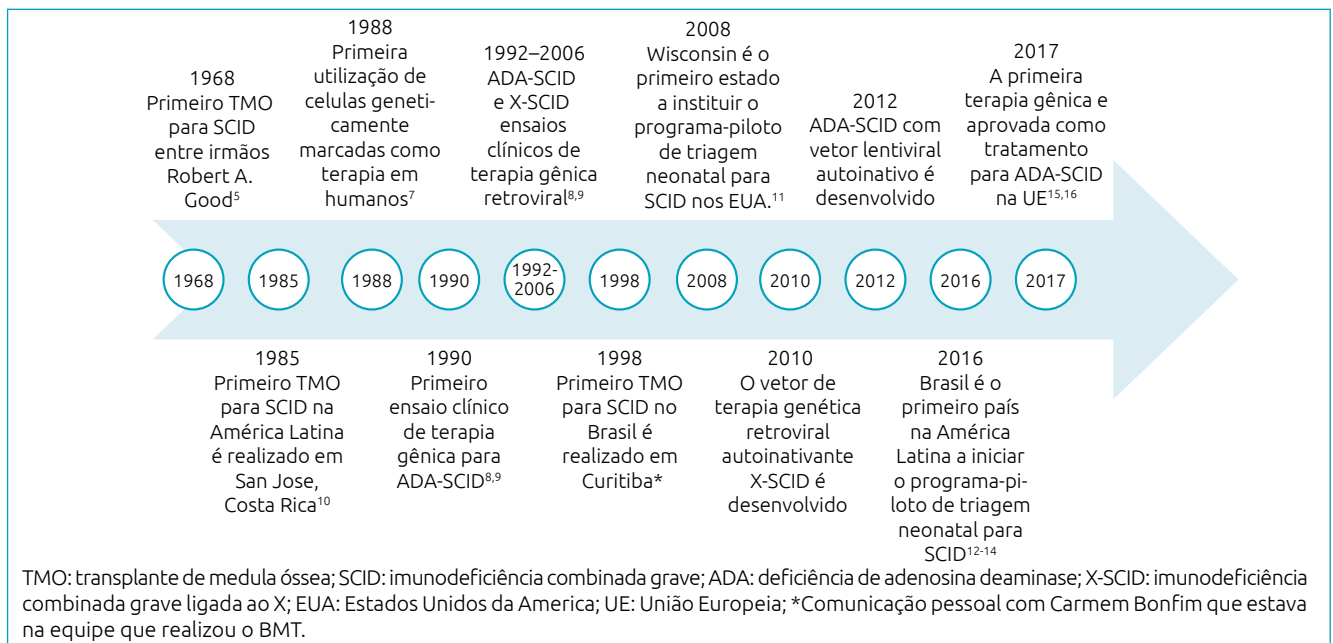 1968
Primeiro TMO
para SCID
entre irmãos
Robert A.
Good5
1988
Primeira
utilização de
celulas geneti-
camente
marcadas como
terapia em
humanos7
1992–2006
ADA-SCID
e X-SCID
ensaios
clínicos de
terapia gênica
retroviral8,9
2008
Wisconsin é o
primeiro estado
a instituir o
programa-piloto
de triagem
neonatal para
SCID nos EUA.11
2012
ADA-SCID com
vetor lentiviral
autoinativo é
desenvolvido
2017
A primeira
terapia gênica e
aprovada como
tratamento
para ADA-SCID
na UE15,16
1968
1985
1988
1990
1992-
2006
1998
2008
2010
2012
2016
2017
1985
Primeiro TMO
para SCID na
América Latina
é realizado em
San Jose,
Costa Rica10
1990
Primeiro
ensaio clínico
de terapia
gênica para
ADA-SCID8,9
1998
Primeiro TMO
para SCID no
Brasil é
realizado em
Curitiba*
2010
O vetor de
terapia genética
retroviral
autoinativante
X-SCID é
desenvolvido
2016
Brasil é o
primeiro país
na América
Latina a iniciar
o programa-pi-
loto de triagem
neonatal para
SCID12-14
TMO: transplante de medula óssea; SCID: imunodeficiência combinada grave; ADA: deficiência de adenosina deaminase; X-SCID: imunodeficiência
combinada grave ligada ao X; EUA: Estados Unidos da America; UE: União Europeia; *Comunicação pessoal com Carmem Bonfim que estava
na equipe que realizou o BMT.